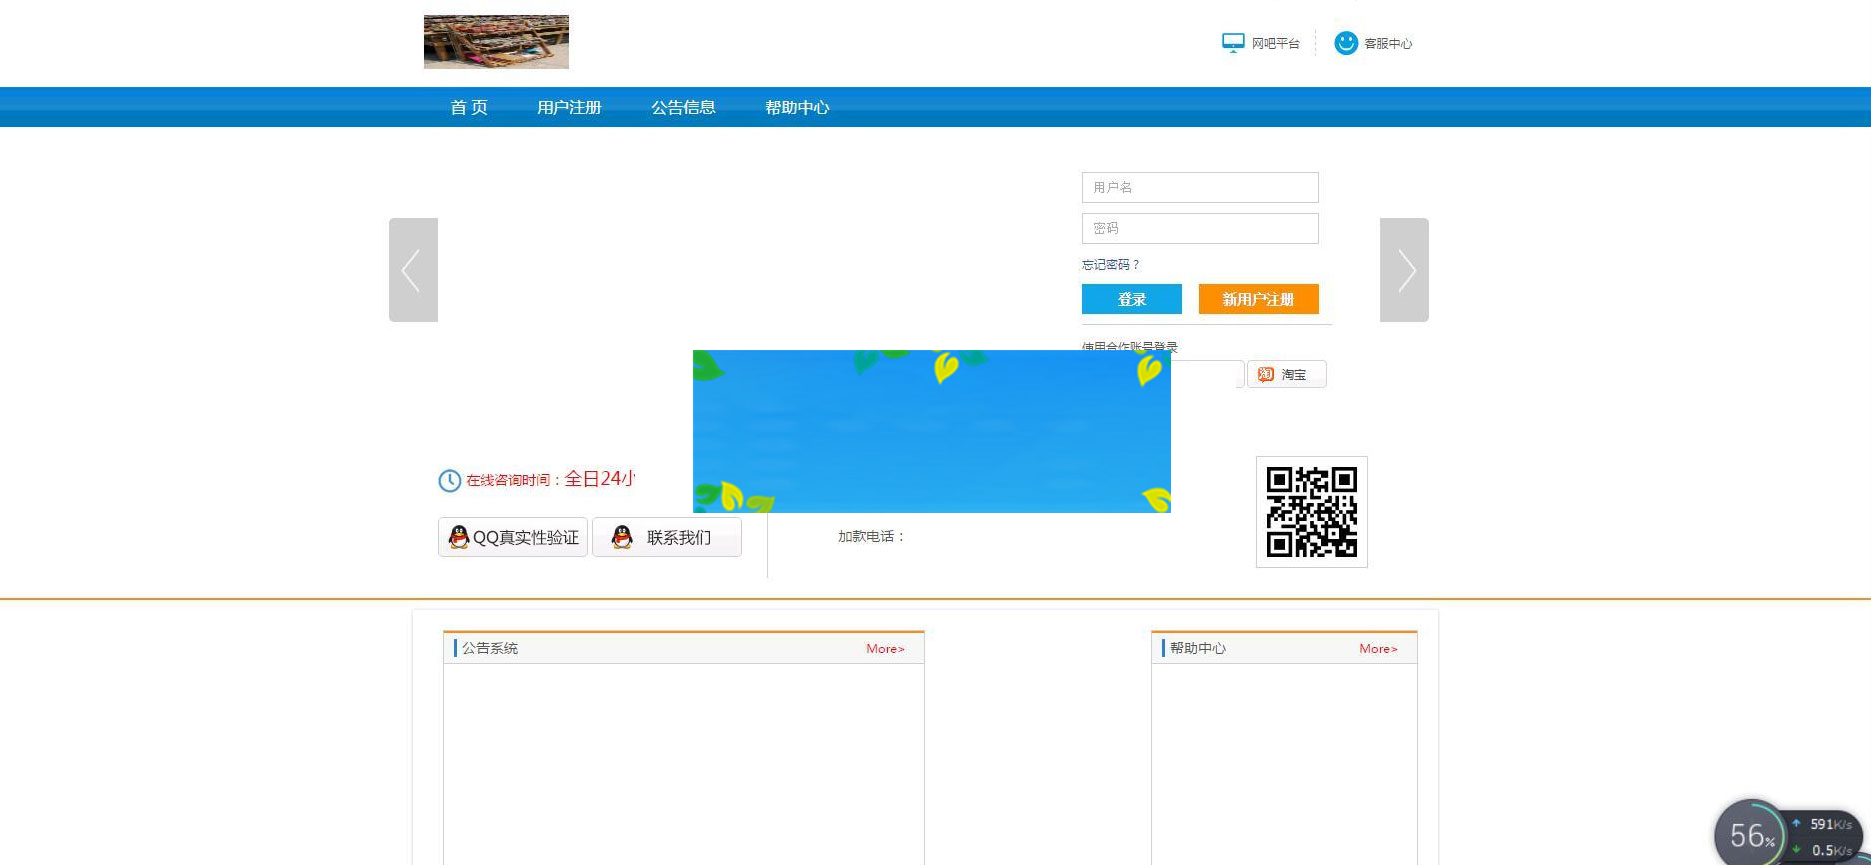 网吧平台
客服中心
首 页
用户注册
公告信息
帮助中心
用户名
密码
忘记密码？
登录
新用户注册
使用合作账号登录
淘 淘宝
在线咨询时间：全日24小
QQ真实性验证
联系我们
加款电话：
公告系统
More>
帮助中心
More>
56%
591K/s
0.5K/s